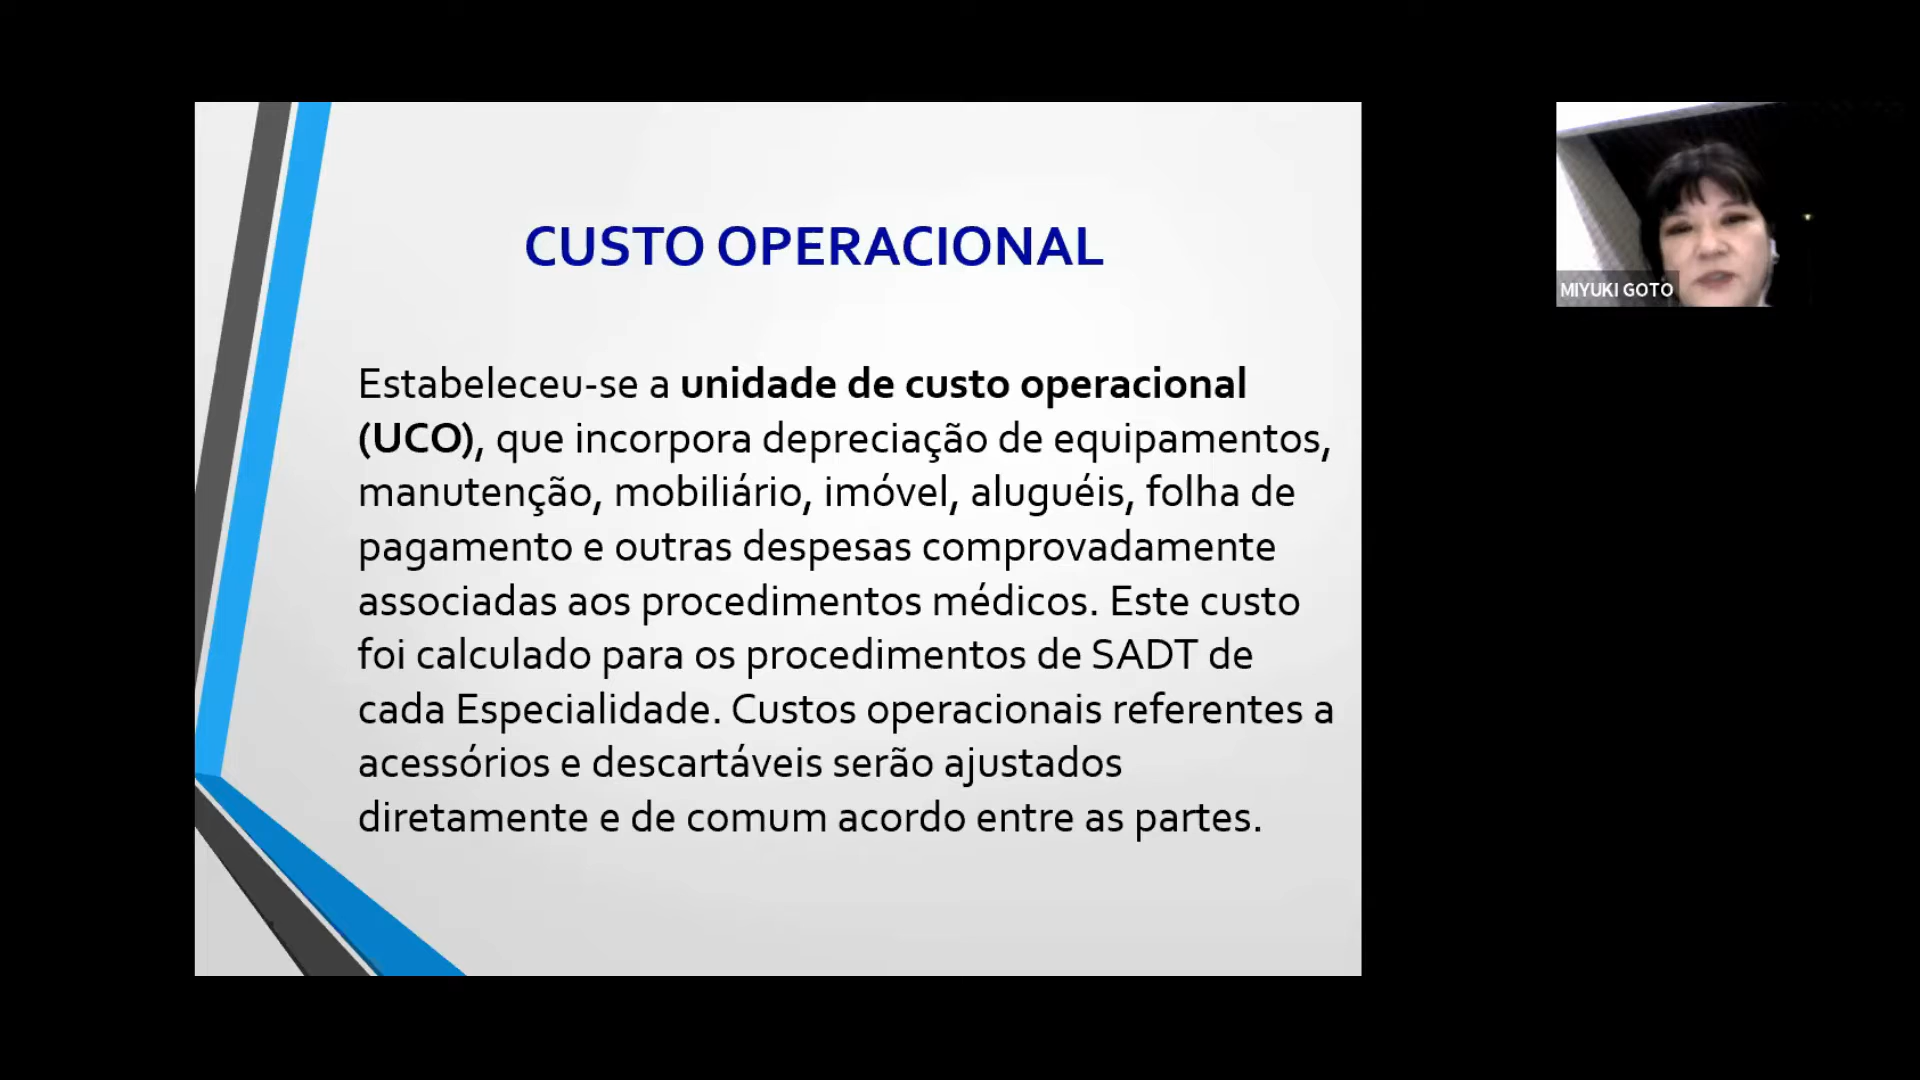 CUSTO OPERACIONAL
Estabeleceu-se a unidade de custo operacional
(UCO), que incorpora depreciação de equipamentos,
manutenção, mobiliário, imóvel, aluguéis, folha de
pagamento e outras despesas comprovadamente
associadas aos procedimentos médicos. Este custo
foi calculado para os procedimentos de SADT de
cada Especialidade. Custos operacionais referentes a
acessórios e descartáveis serão ajustados
diretamente e de comum acordo entre as partes.
MIYUKI GOTO